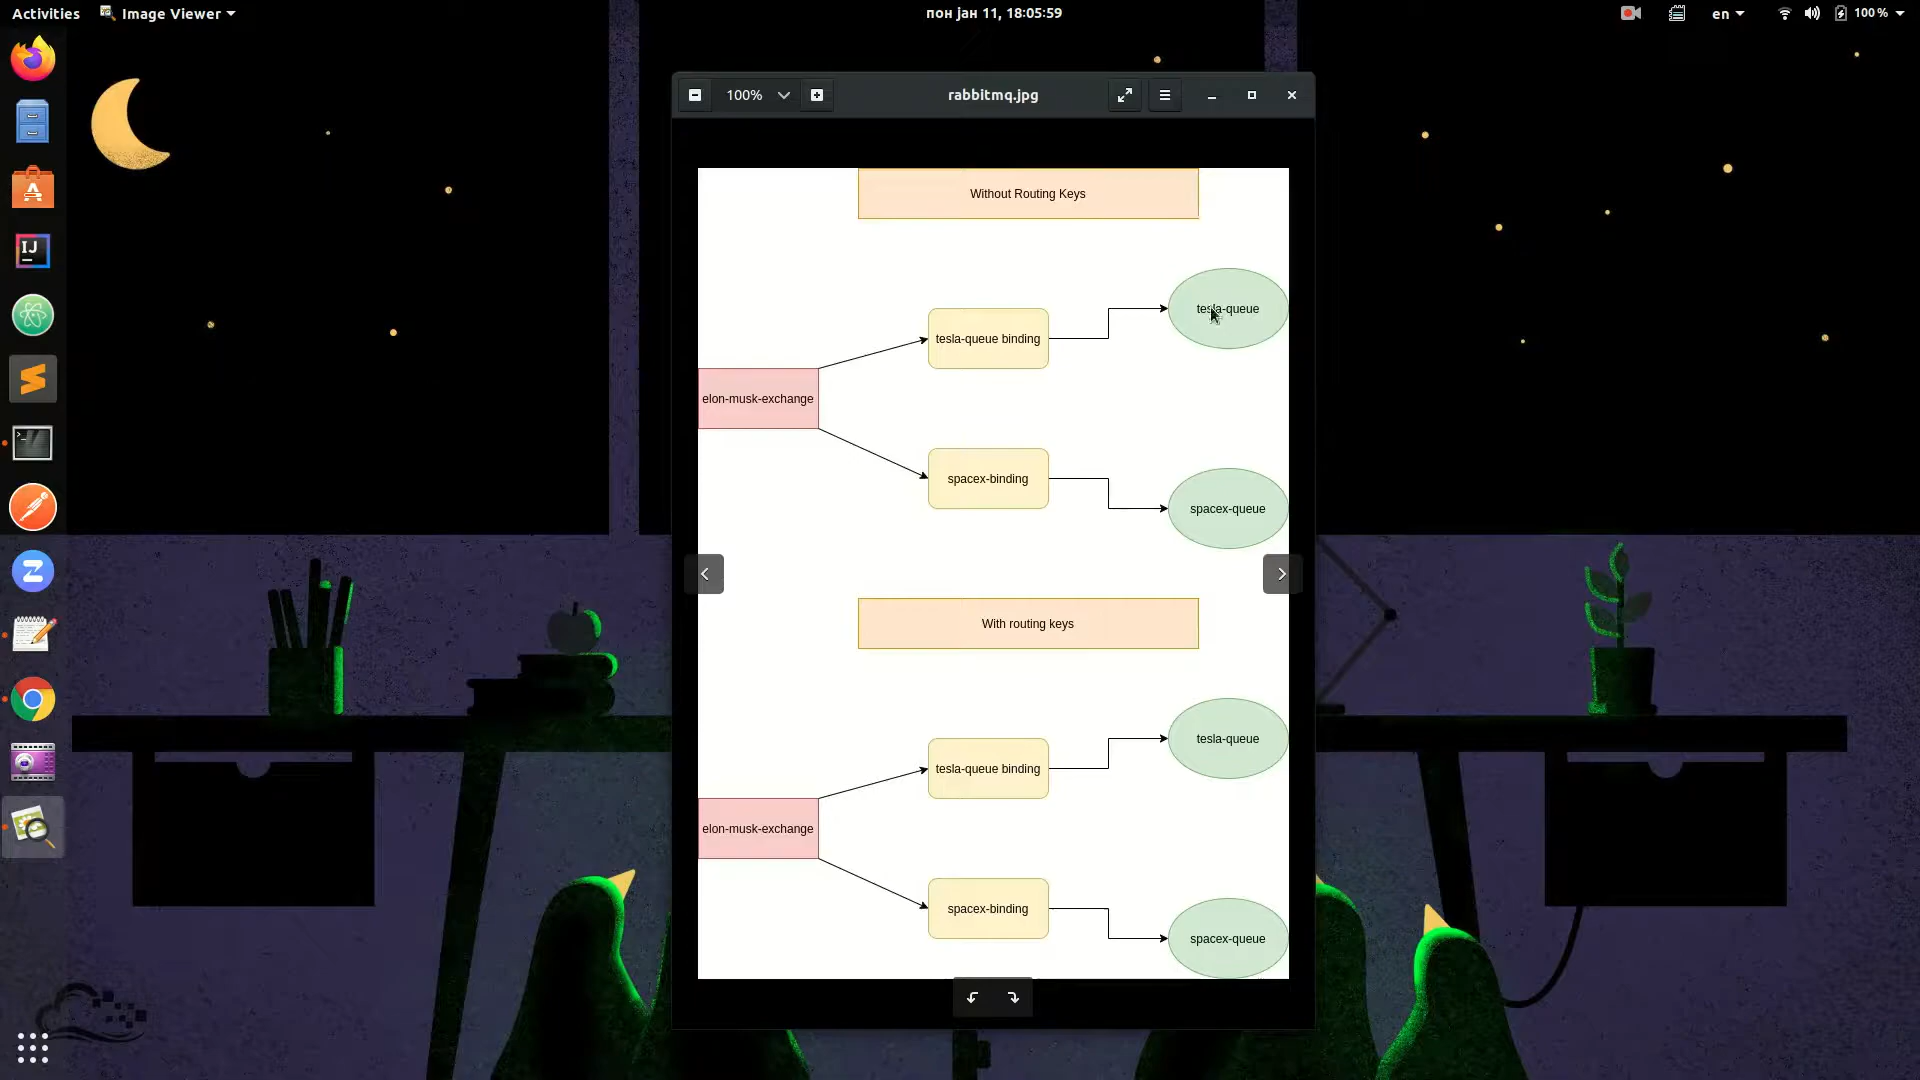 Activities
Image Viewer
пон јан 11, 18:05:59
en
100 %
100%
rabbitmq.jpg
Without Routing Keys
tesla-queue
tesla-queue binding
elon-musk-exchange
spacex-binding
spacex-queue
With routing keys
tesla-queue
tesla-queue binding
elon-musk-exchange
spacex-binding
spacex-queue